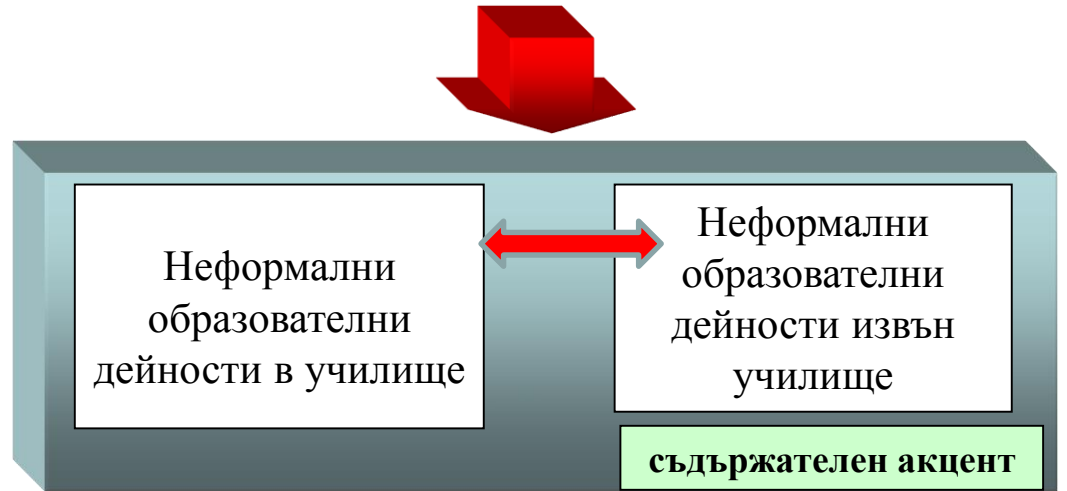 Неформални
образователни
дейности в училище
Неформални
образователни
дейности извън
училище
съдържателен акцент